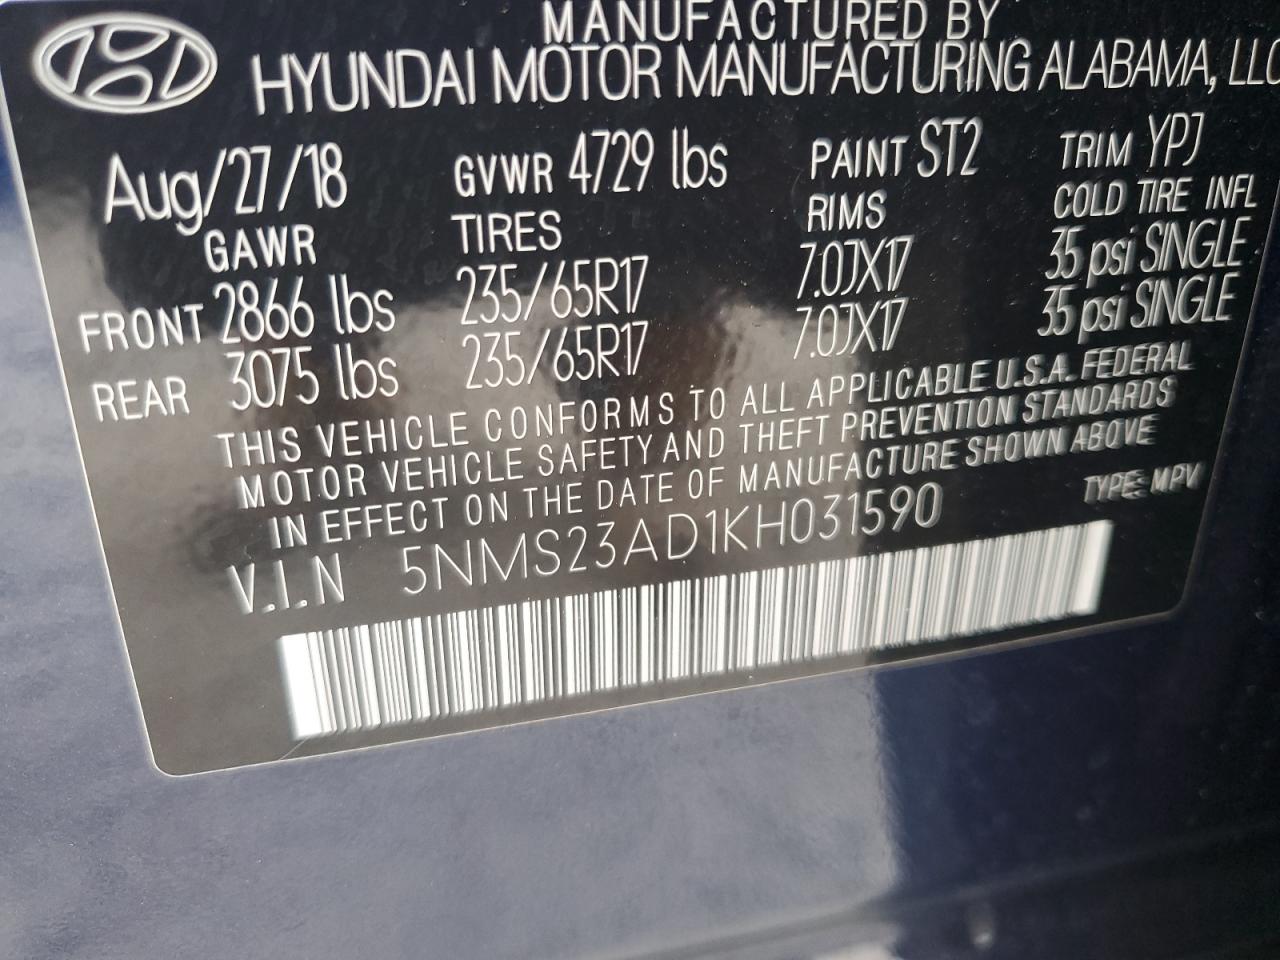 MANUFACTURED BY
HYUNDAI MOTOR MANUFACTURING ALABAMA, LLC
Aug/27/18 GVWR 4729 lbs PAINT ST2 TRIM YPJ
GAWR TIRES RIMS COLD TIRE INFL
FRONT 2866 lbs 235/65R17 7.0JX17 35 psi SINGLE
REAR 3075 lbs 235/65R17 7.0JX17 35 psi SINGLE
THIS VEHICLE CONFORMS TO ALL APPLICABLE U.S.A. FEDERAL
MOTOR VEHICLE SAFETY AND THEFT PREVENTION STANDARDS
IN EFFECT ON THE DATE OF MANUFACTURE SHOWN ABOVE
V.I.N 5NMS23AD1KH031590 TYPE: MPV